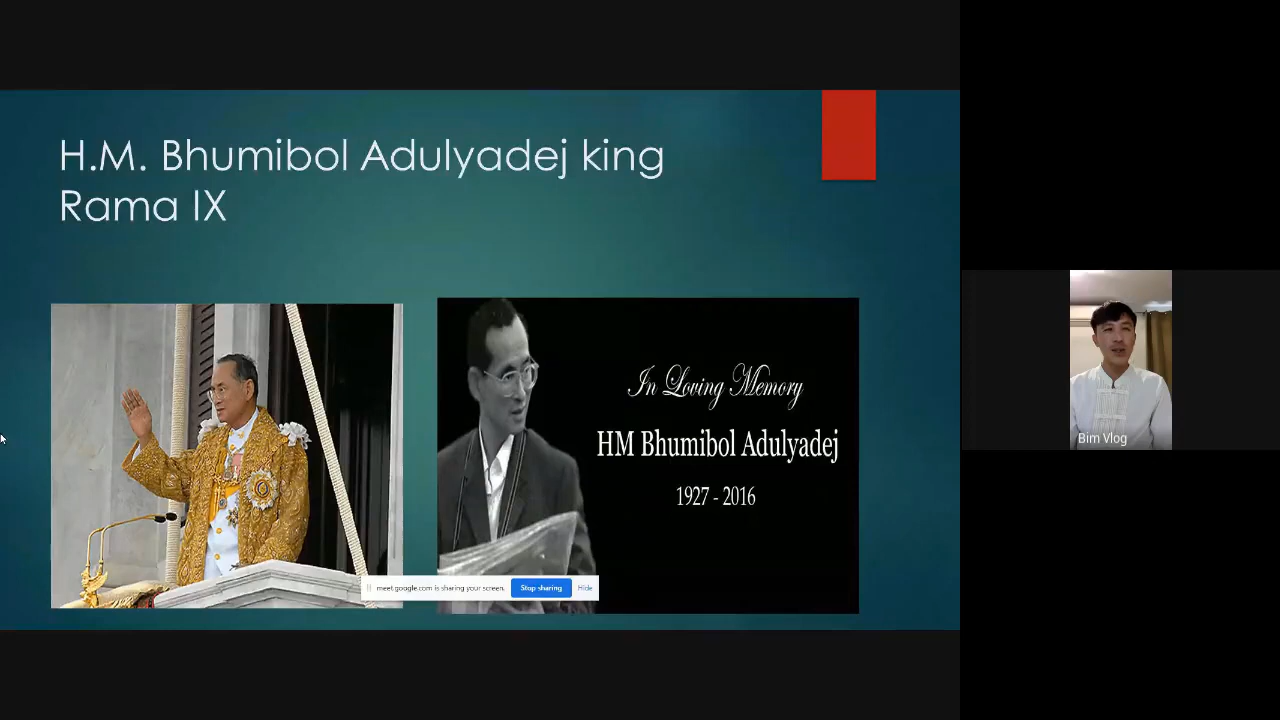 H.M. Bhumibol Adulyadej king
Rama IX
In Loving Memory
HM Bhumibol Adulyadej
1927 - 2016
meet.google.com is sharing your screen.
Stop sharing
Hide
Bim Vlog